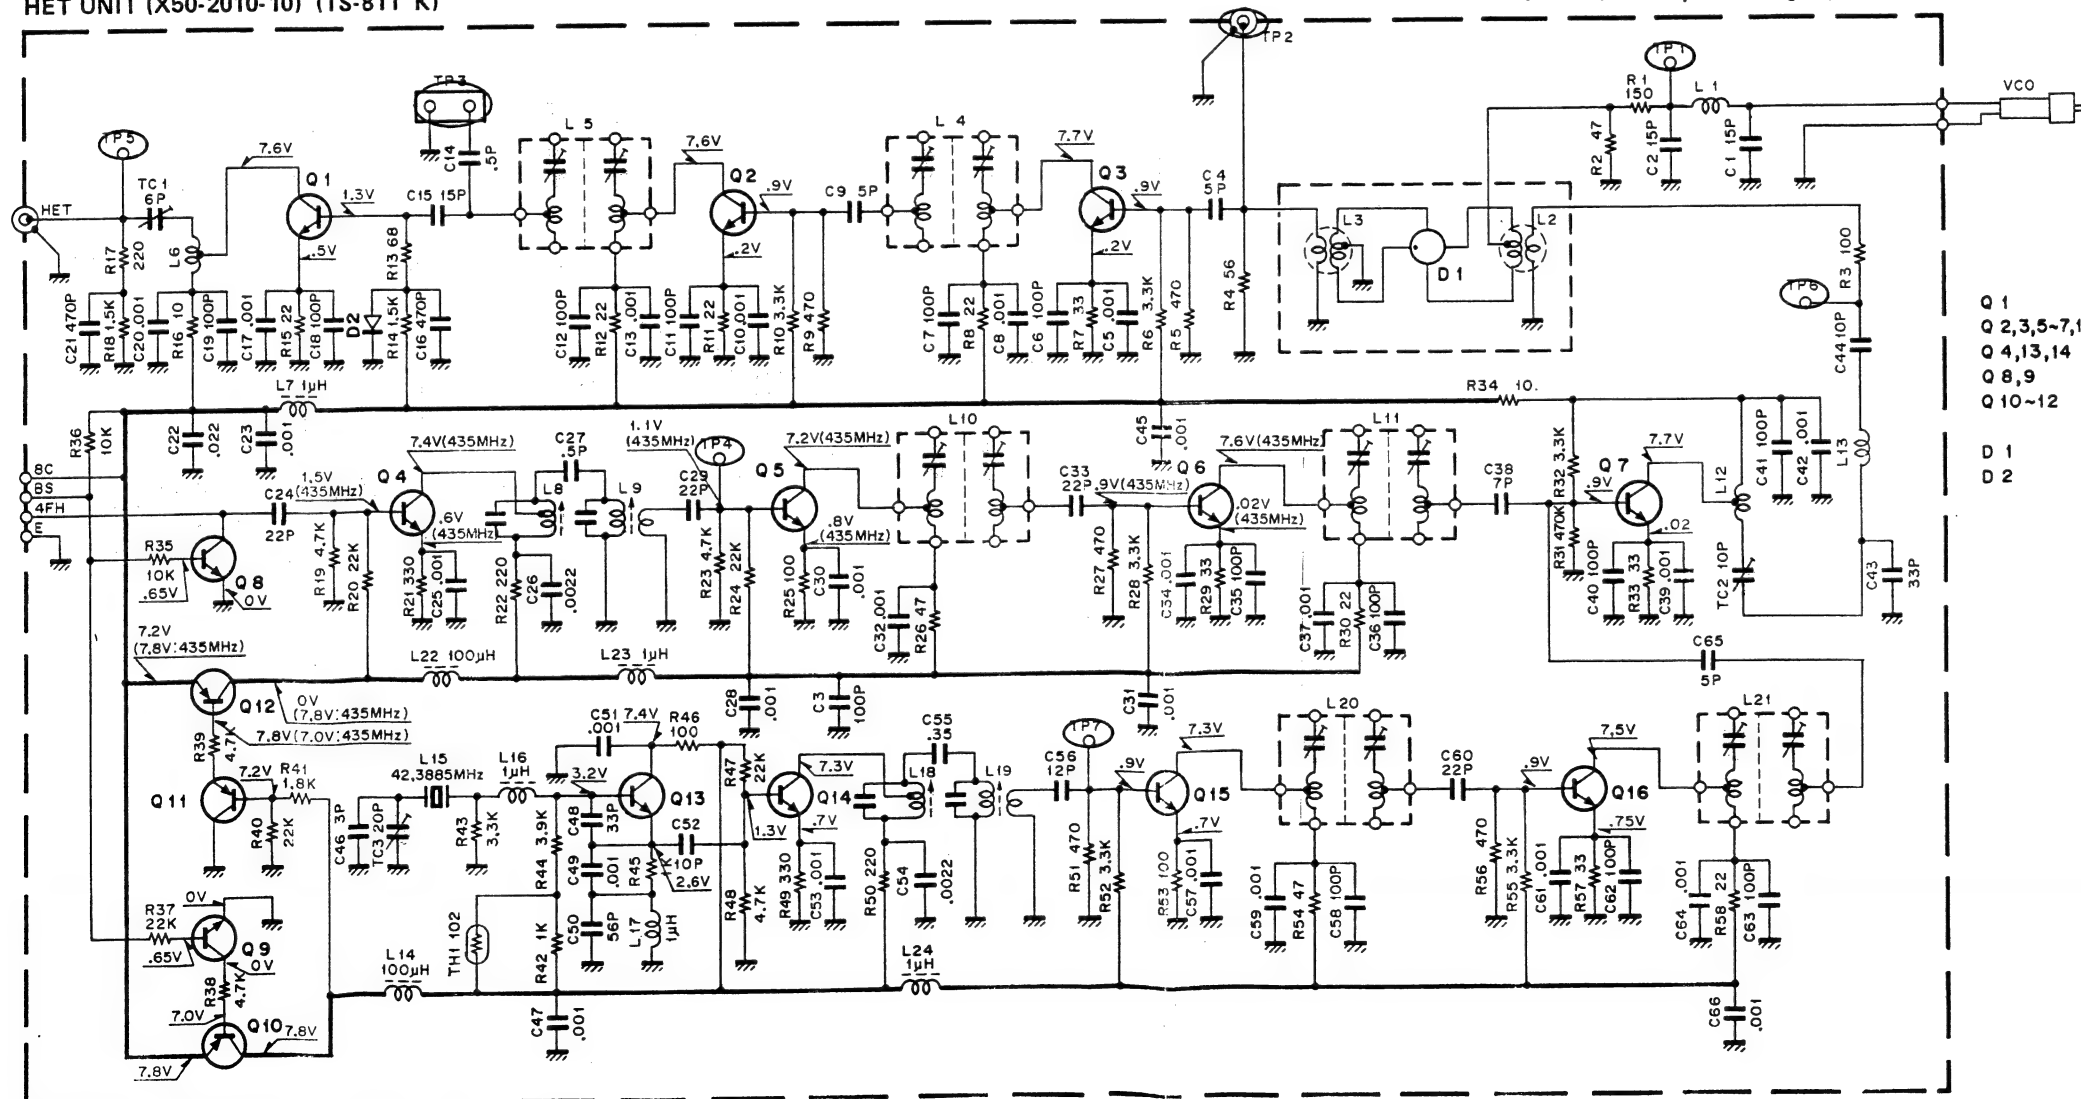 HET UNIT (X50-2010-10) (TS-811 K)
TP2
TP1
R1 150
L1
VCO
R2 47
C2 15P
C1 15P
TP3
TP5
C14 .5P
L5
L4
7.6V
7.6V
7.7V
Q1
Q2
Q3
TC1 6P
1.3V
C15 15P
.9V
C9 5P
.9V
C4 5P
HET
L3
L2
D1
R3 100
R17 220
L6
.5V
R13 68
.2V
.2V
R4 56
TP6
C44 10P
C21 470P
R18 1.5K
C20 .001
R16 10
C19 100P
C17 .001
R15 22
C18 100P
D2
R14 1.5K
C16 470P
C12 100P
R12 22
C13 .001
C11 100P
R11 22
C10 .001
R10 3.3K
R9 470
C7 100P
R8 22
C8 .001
C6 100P
R7 33
C5 .001
R6 3.3K
R5 470
Q 1
Q 2,3,5~7,1
Q 4,13,14
Q 8,9
Q 10~12
D 1
D 2
L7 1μH
R34 10.
R36 10K
C22 .022
C23 .001
7.4V(435MHz)
C27 .5P
1.1V (435MHz)
TP4
7.2V(435MHz)
L10
C45 .001
7.6V(435MHz)
L11
R32 3.3K
7.7V
C41 100P
C42 .001
L13
8C
8S
4FH
E
1.5V (435MHz)
C24 22P
Q4
L8
L9
C29 22P
Q5
C33 22P
.9V(435MHz)
Q6
.02V (435MHz)
C38 7P
.9V
Q7
L12
.02
R31 470K
R35 10K
.65V
Q8
0V
R19 4.7K
R20 22K
.6V (435MHz)
R21 330
C25 .001
R22 220
C26 .0022
R23 4.7K
R24 22K
.8V (435MHz)
R25 100
C30 .001
C32 .001
R26 47
R27 470
R28 3.3K
C34 .001
R29 33
C35 100P
C37 .001
R30 22
C36 100P
C40 100P
R33 33
C39 .001
TC2 10P
C43 33P
7.2V (7.8V:435MHz)
L22 100μH
L23 1μH
C65 5P
Q12
0V (7.8V:435MHz)
7.8V(7.0V:435MHz)
C28 .001
C3 100P
C31 .001
R39 4.7K
C51 .001
7.4V
R46 100
C55 .35
TP7
7.3V
L20
7.5V
L21
Q11
7.2V
R41 1.8K
L15 42.3885MHz
L16 1μH
3.2V
Q13
R47 22K
7.3V
Q14
L18
L19
C56 12P
.9V
Q15
C60 22P
.9V
Q16
R40 22K
C46 3P
TC3 20P
R43 3.3K
R44 3.9K
C48 33P
C52 10P
1.3V
.7V
.7V
.75V
C49 .001
R45 1K
2.6V
R48 4.7K
R49 330
C53 .001
R50 220
C54 .0022
R51 470
R52 3.3K
R53 100
C57 .001
C59 .001
R54 47
C58 100P
R56 470
R55 3.3K
C61 .001
R57 33
C62 100P
C64 .001
R58 22
C63 100P
0V
R37 22K
.65V
Q9
0V
R38 4.7K
L14 100μH
TH1 102
R42 1K
C50 56P
L17 1μH
L24 1μH
7.0V
Q10
7.8V
7.8V
C47 .001
C66 .001